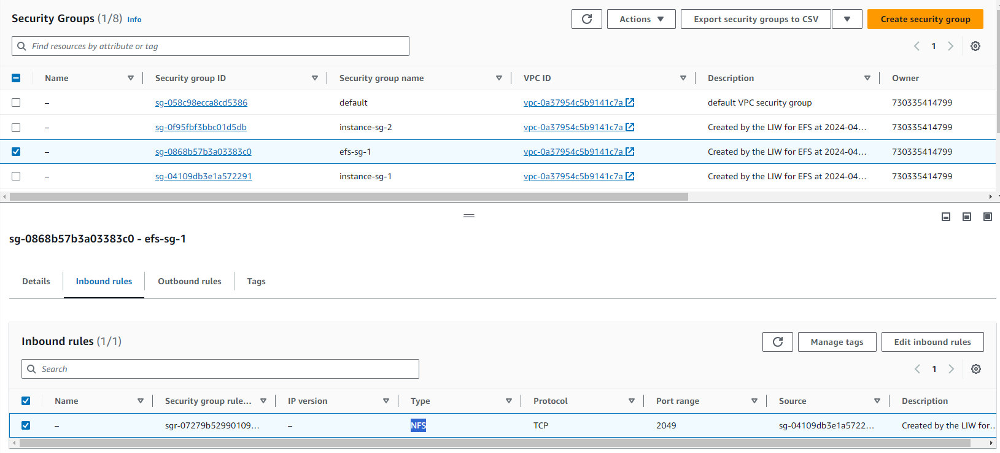 Security Groups (1/8) Info
Actions
Export security groups to CSV
Create security group
Find resources by attribute or tag
1
Name Security group ID Security group name VPC ID Description Owner
– sg-058c98ecca8cd5386 default vpc-0a37954c5b9141c7a default VPC security group 730335414799
– sg-0f95fbf3bbc01d5db instance-sg-2 vpc-0a37954c5b9141c7a Created by the LIW for EFS at 2024-04... 730335414799
– sg-0868b57b3a03383c0 efs-sg-1 vpc-0a37954c5b9141c7a Created by the LIW for EFS at 2024-04... 730335414799
– sg-04109db3e1a572291 instance-sg-1 vpc-0a37954c5b9141c7a Created by the LIW for EFS at 2024-04... 730335414799
sg-0868b57b3a03383c0 - efs-sg-1
Details Inbound rules Outbound rules Tags
Inbound rules (1/1)
Manage tags
Edit inbound rules
Search
1
Name Security group rule... IP version Type Protocol Port range Source Description
– sgr-07279b52990109... – NFS TCP 2049 sg-04109db3e1a5722... Created by the LIW for...